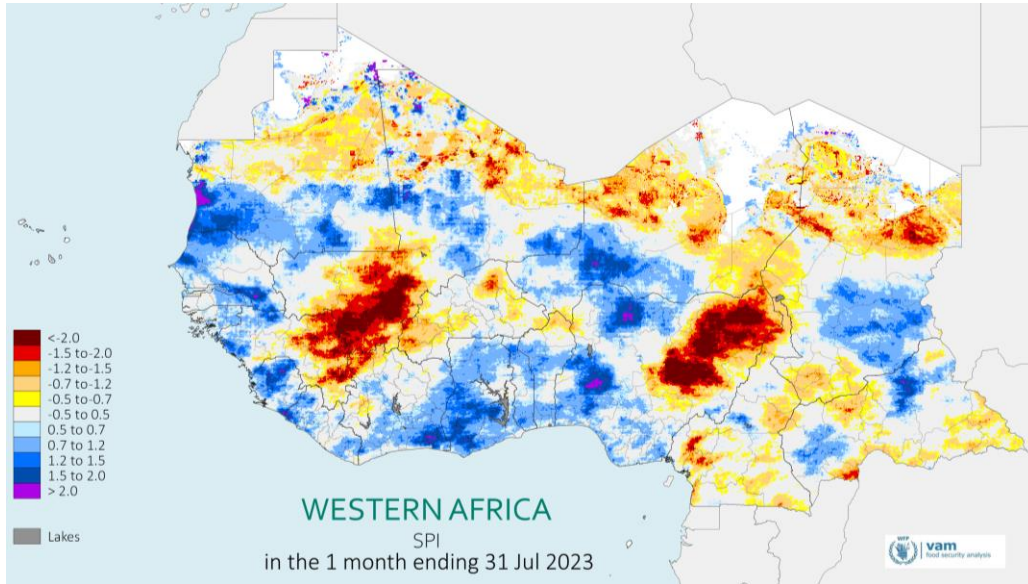 <-2.0
-1.5 to-2.0
-1.2 to-1.5
-0.7 to-1.2
-0.5 to-0.7
-0.5 to 0.5
0.5 to 0.7
0.7 to 1.2
1.2 to 1.5
1.5 to 2.0
> 2.0
Lakes
WESTERN AFRICA
SPI
in the 1 month ending 31 Jul 2023
WFP
vam
food security analysis